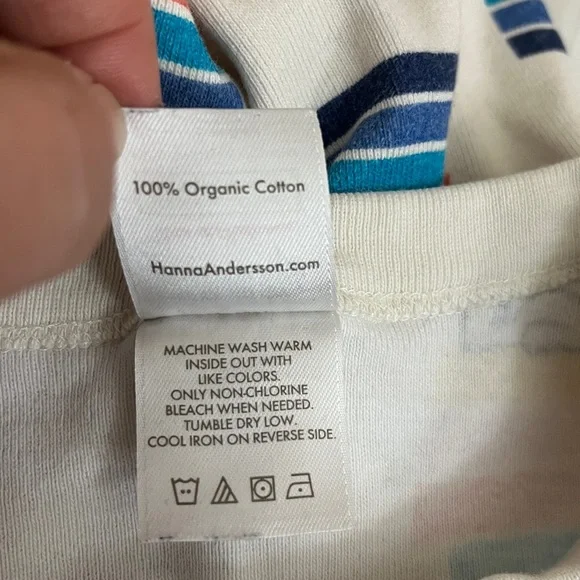 100% Organic Cotton
HannaAndersson.com
MACHINE WASH WARM
INSIDE OUT WITH
LIKE COLORS.
ONLY NON-CHLORINE
BLEACH WHEN NEEDED.
TUMBLE DRY LOW.
COOL IRON ON REVERSE SIDE.